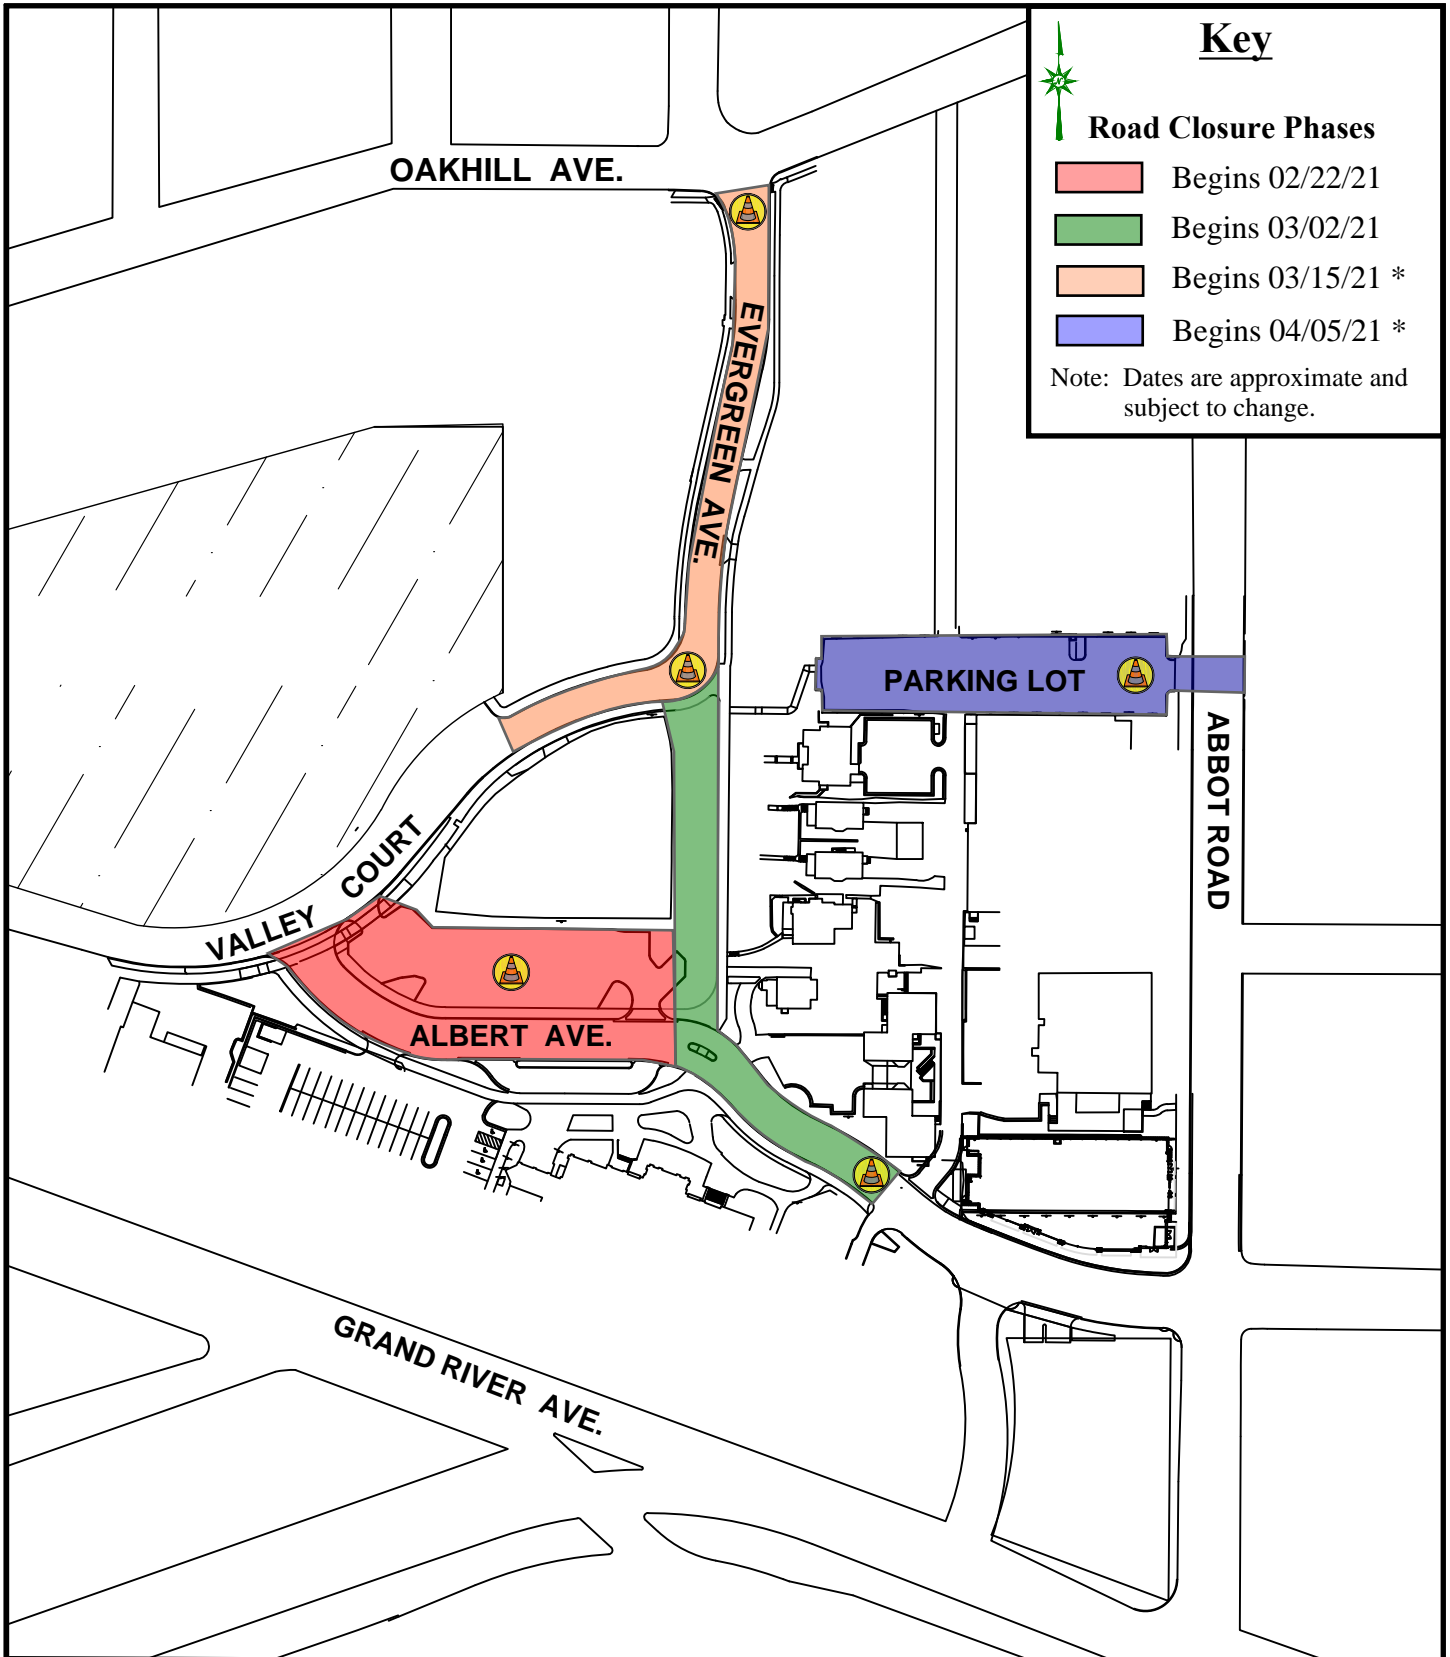 Key
N
Road Closure Phases
Begins 02/22/21
Begins 03/02/21
Begins 03/15/21 *
Begins 04/05/21 *
Note: Dates are approximate and
subject to change.
OAKHILL AVE.
EVERGREEN AVE.
PARKING LOT
ABBOT ROAD
VALLEY COURT
ALBERT AVE.
GRAND RIVER AVE.